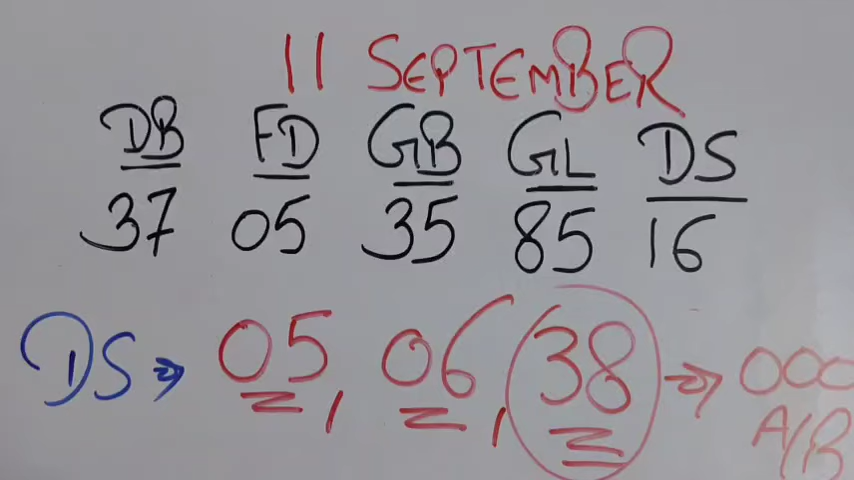 11 SEPTEMBER
DB FD GB GL DS
37 05 35 85 16
DS → 05, 06, 38 → 000
A/B